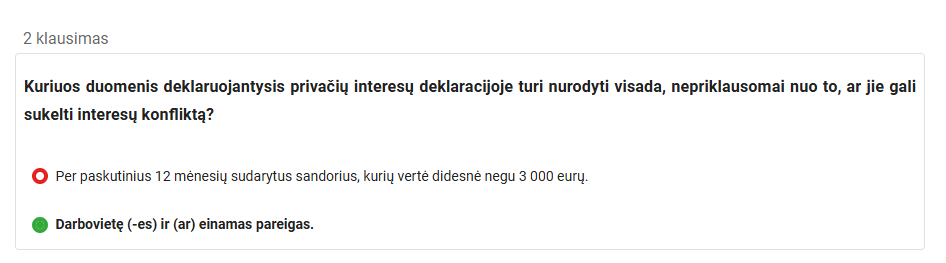 2 klausimas
Kuriuos duomenis deklaruojantysis privačių interesų deklaracijoje turi nurodyti visada, nepriklausomai nuo to, ar jie gali
sukelti interesų konfliktą?
Per paskutinius 12 mėnesių sudarytus sandorius, kurių vertė didesnė negu 3 000 eurų.
Darbovietę (-es) ir (ar) einamas pareigas.